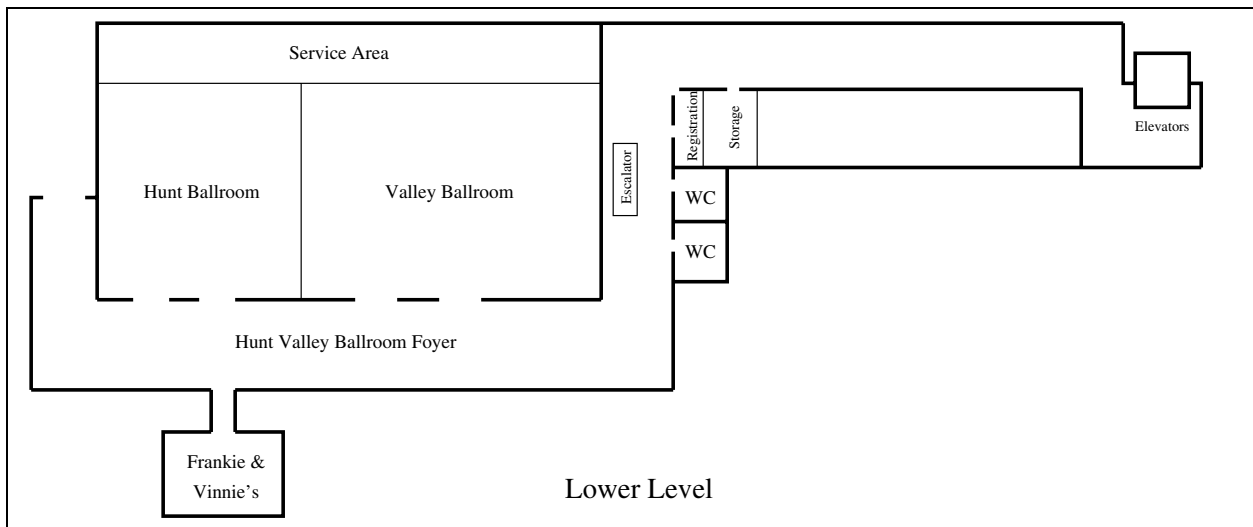 Service Area
Registration
Storage
Elevators
Hunt Ballroom
Valley Ballroom
Escalator
WC
WC
Hunt Valley Ballroom Foyer
Frankie &
Vinnie's
Lower Level